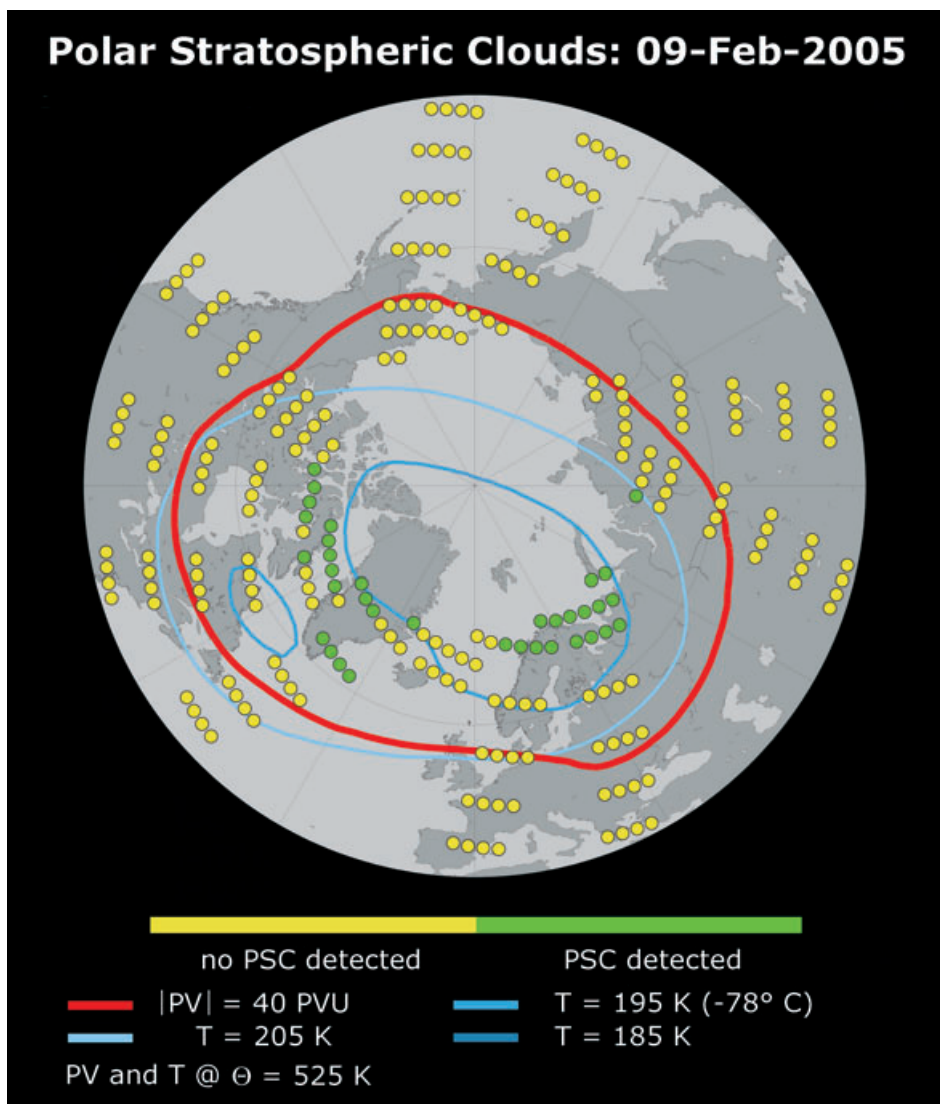 Polar Stratospheric Clouds: 09-Feb-2005
no PSC detected
PSC detected
|PV| = 40 PVU
T = 195 K (-78° C)
T = 205 K
T = 185 K
PV and T @ Θ = 525 K